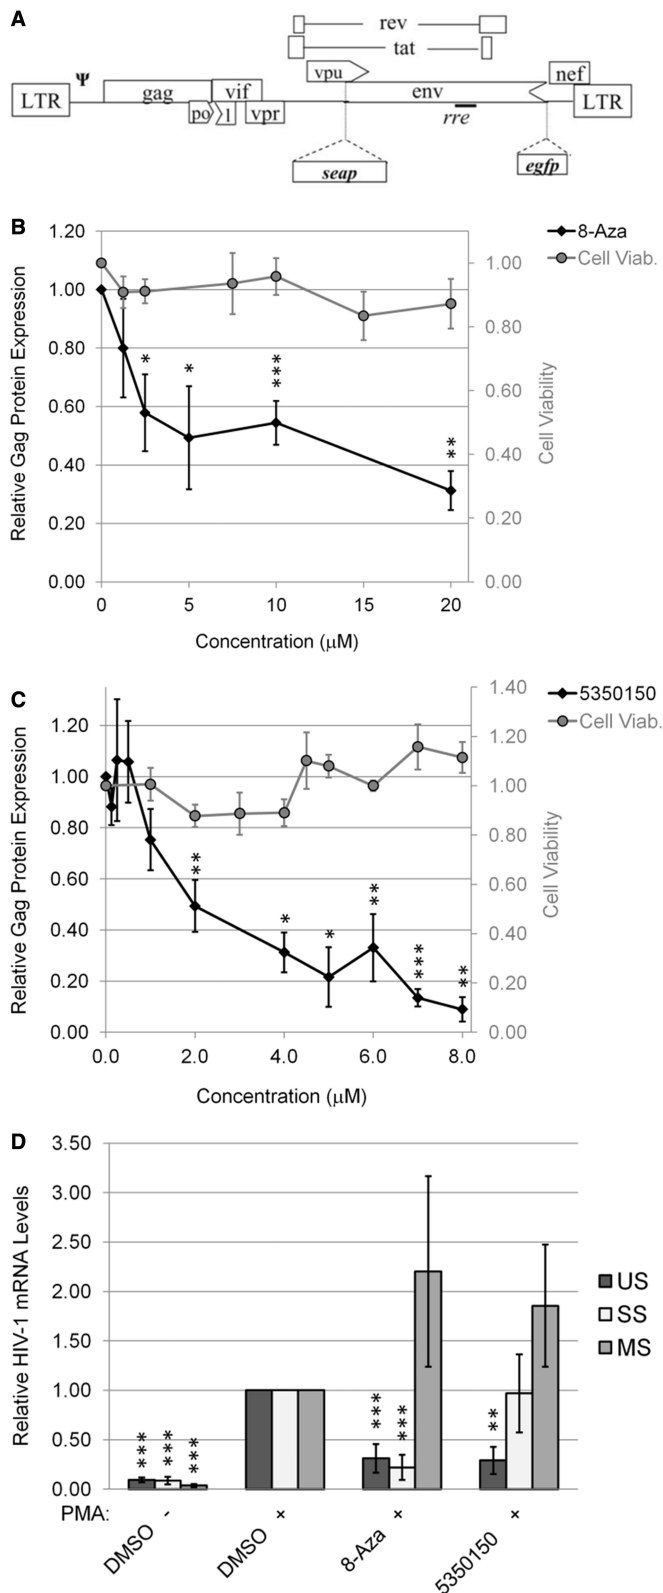 A
rev
tat
vpu
nef
LTR
Ψ
gag
vif
env
LTR
po
l
vpr
rre
seap
egfp
B
1.20
1.00
0.80
0.60
0.40
0.20
0.00
Relative Gag Protein Expression
8-Aza
Cell Viab.
1.00
0.80
0.60
0.40
0.20
0.00
Cell Viability
*
*
***
**
0 5 10 15 20
Concentration (μM)
C
1.20
1.00
0.80
0.60
0.40
0.20
0.00
Relative Gag Protein Expression
5350150
Cell Viab.
1.40
1.20
1.00
0.80
0.60
0.40
0.20
0.00
Cell Viability
**
*
*
**
***
**
0.0 2.0 4.0 6.0 8.0
Concentration (μM)
D
3.50
3.00
2.50
2.00
1.50
1.00
0.50
0.00
Relative HIV-1 mRNA Levels
US
SS
MS
***
***
***
***
***
**
PMA: - + + +
DMSO DMSO 8-Aza 5350150